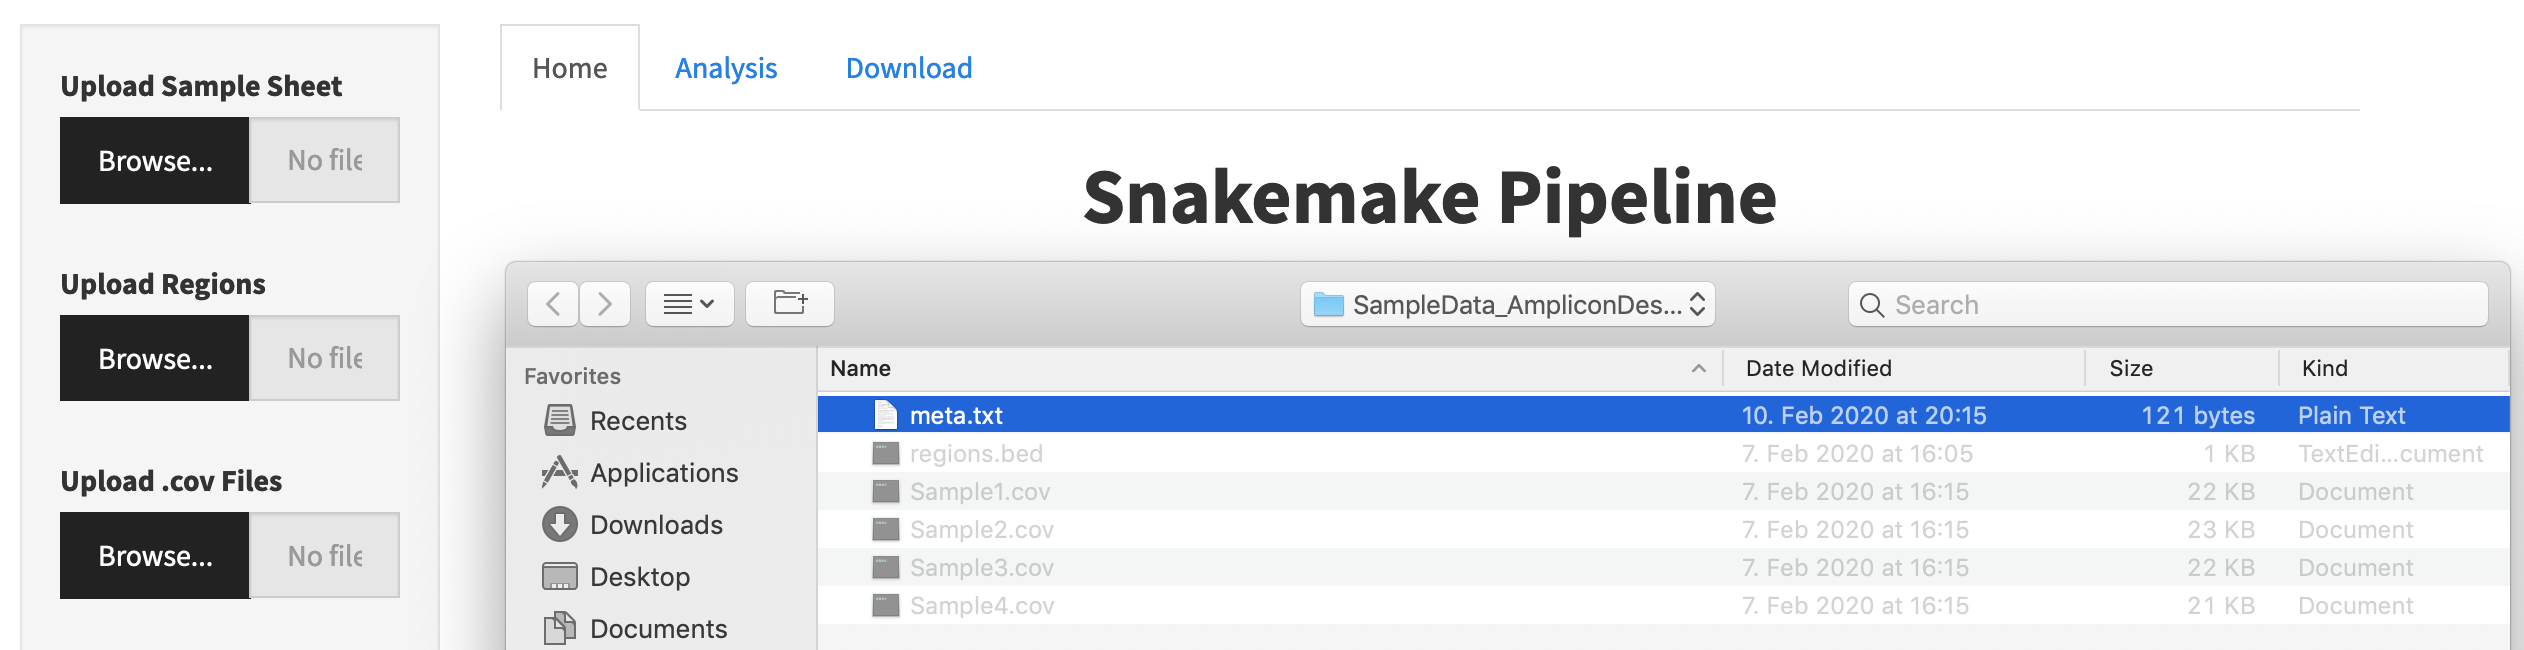 Upload Sample Sheet
Browse...
No file
Upload Regions
Browse...
No file
Upload .cov Files
Browse...
No file
Home Analysis Download
Snakemake Pipeline
SampleData_AmpliconDes... Search
Favorites
Recents
Applications
Downloads
Desktop
Documents
Name Date Modified Size Kind
meta.txt 10. Feb 2020 at 20:15 121 bytes Plain Text
regions.bed 7. Feb 2020 at 16:05 1 KB TextEdi...cument
Sample1.cov 7. Feb 2020 at 16:15 22 KB Document
Sample2.cov 7. Feb 2020 at 16:15 23 KB Document
Sample3.cov 7. Feb 2020 at 16:15 22 KB Document
Sample4.cov 7. Feb 2020 at 16:15 21 KB Document